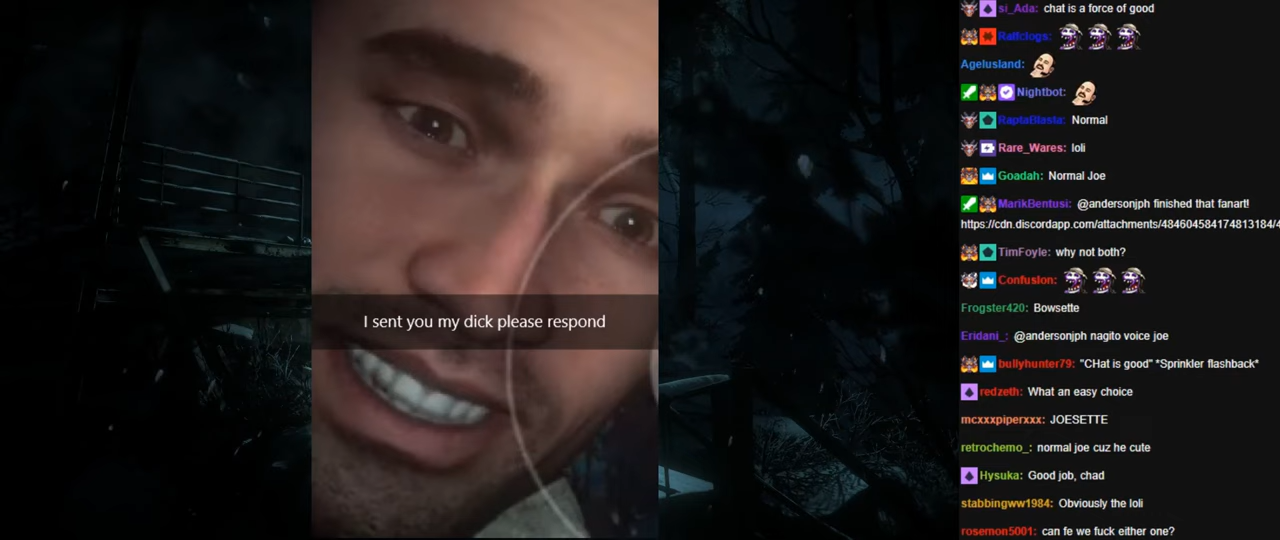 I sent you my dick please respond
si_Ada: chat is a force of good
Ralfclogs:
Agelusland:
Nightbot:
RaptaBlasta: Normal
Rare_Wares: loli
Goadah: Normal Joe
MarikBentusi: @andersonjph finished that fanart!
https://cdn.discordapp.com/attachments/484604584174813184/4
TimFoyle: why not both?
Confusion:
Frogster420: Bowsette
Eridani_: @andersonjph nagito voice joe
bullyhunter79: "CHat is good" *Sprinkler flashback*
redzeth: What an easy choice
mcxxxpiperxxx: JOESETTE
retrochemo_: normal joe cuz he cute
Hysuka: Good job, chad
stabbingww1984: Obviously the loli
rosemon5001: can fe we fuck either one?